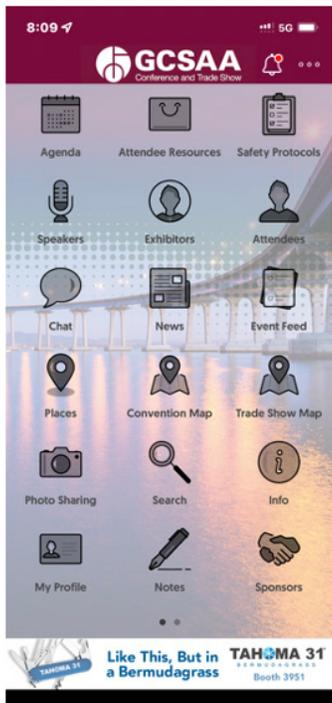 8:09
5G
GCSAA
Conference and Trade Show
Agenda
Attendee Resources
Safety Protocols
Speakers
Exhibitors
Attendees
Chat
News
Event Feed
Places
Convention Map
Trade Show Map
Photo Sharing
Search
Info
My Profile
Notes
Sponsors
TAHOMA 31
Like This, But in
a Bermudagrass
TAHOMA 31
BERMUDAGRASS
Booth 3951